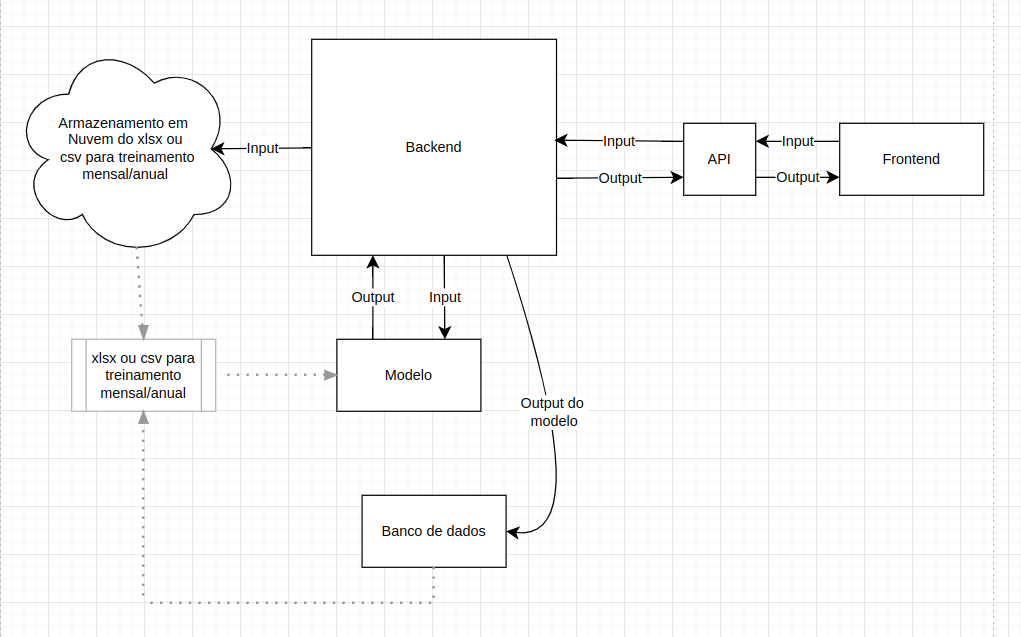 Armazenamento em
Nuvem do xlsx ou
csv para treinamento
mensal/anual
Input
Backend
Input
Output
API
Input
Output
Frontend
Output
Input
xlsx ou csv para
treinamento
mensal/anual
Modelo
Output do
modelo
Banco de dados